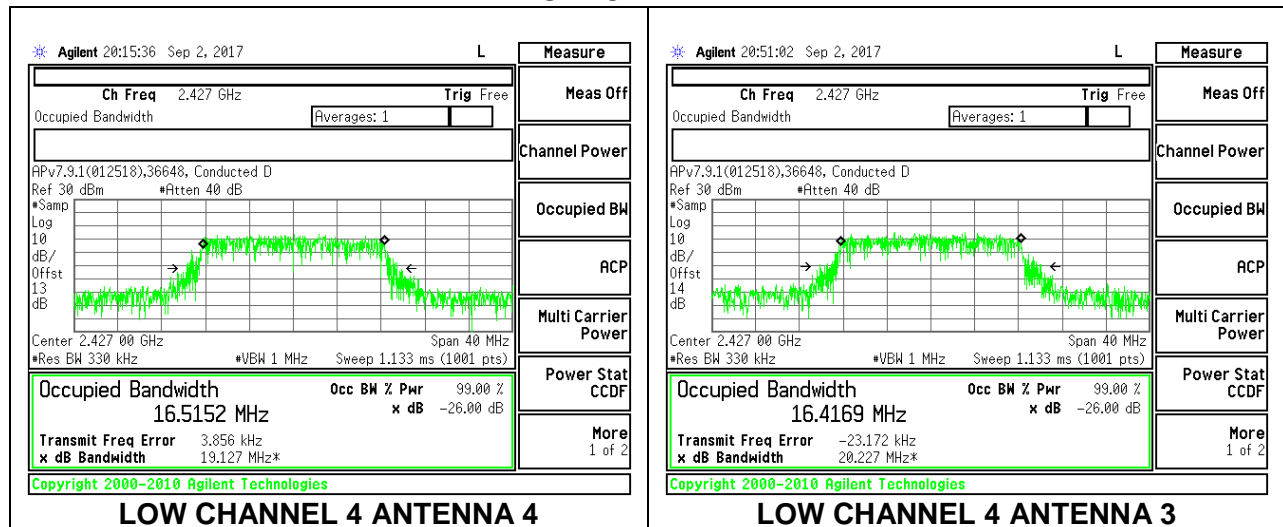 Agilent 20:15:36 Sep 2, 2017 L
Measure
Ch Freq 2.427 GHz Trig Free
Occupied Bandwidth Averages: 1
APv7.9.1(012518),36648, Conducted D
Ref 30 dBm #Atten 40 dB
#Samp
Log
10
dB/
Offst
13
dB
Center 2.427 00 GHz Span 40 MHz
#Res BW 330 kHz #VBW 1 MHz Sweep 1.133 ms (1001 pts)
Occupied Bandwidth Occ BW % Pwr 99.00 %
16.5152 MHz x dB -26.00 dB
Transmit Freq Error 3.856 kHz
x dB Bandwidth 19.127 MHz*
Copyright 2000-2010 Agilent Technologies
Meas Off
Channel Power
Occupied BW
ACP
Multi Carrier
Power
Power Stat
CCDF
More
1 of 2
LOW CHANNEL 4 ANTENNA 4
Agilent 20:51:02 Sep 2, 2017 L
Measure
Ch Freq 2.427 GHz Trig Free
Occupied Bandwidth Averages: 1
APv7.9.1(012518),36648, Conducted D
Ref 30 dBm #Atten 40 dB
#Samp
Log
10
dB/
Offst
14
dB
Center 2.427 00 GHz Span 40 MHz
#Res BW 330 kHz #VBW 1 MHz Sweep 1.133 ms (1001 pts)
Occupied Bandwidth Occ BW % Pwr 99.00 %
16.4169 MHz x dB -26.00 dB
Transmit Freq Error -23.172 kHz
x dB Bandwidth 20.227 MHz*
Copyright 2000-2010 Agilent Technologies
Meas Off
Channel Power
Occupied BW
ACP
Multi Carrier
Power
Power Stat
CCDF
More
1 of 2
LOW CHANNEL 4 ANTENNA 3